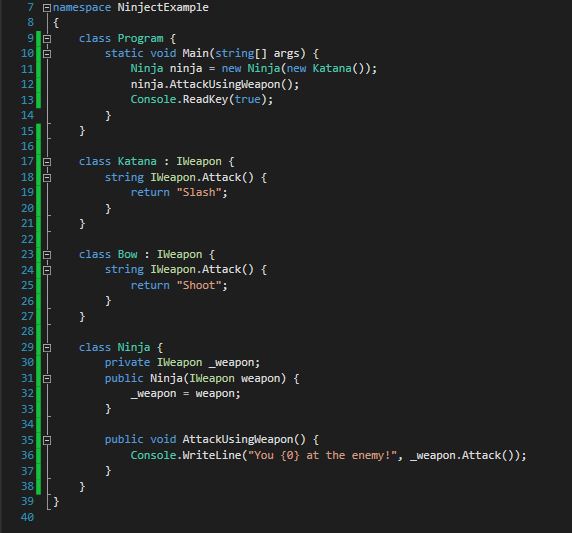 7 namespace NinjectExample
8 {
9     class Program {
10         static void Main(string[] args) {
11             Ninja ninja = new Ninja(new Katana());
12             ninja.AttackUsingWeapon();
13             Console.ReadKey(true);
14         }
15     }
16
17     class Katana : IWeapon {
18         string IWeapon.Attack() {
19             return "Slash";
20         }
21     }
22
23     class Bow : IWeapon {
24         string IWeapon.Attack() {
25             return "Shoot";
26         }
27     }
28
29     class Ninja {
30         private IWeapon _weapon;
31         public Ninja(IWeapon weapon) {
32             _weapon = weapon;
33         }
34
35         public void AttackUsingWeapon() {
36             Console.WriteLine("You {0} at the enemy!", _weapon.Attack());
37         }
38     }
39 }
40